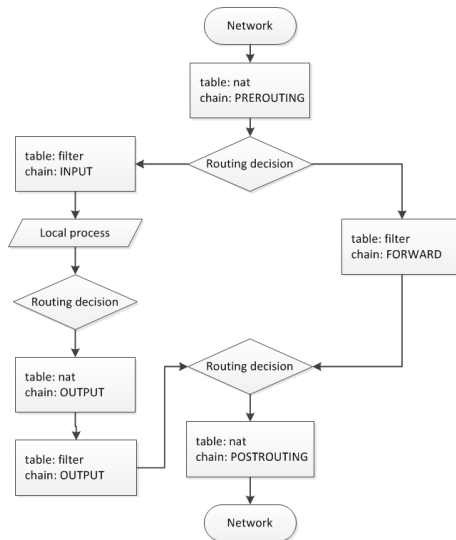 Network
table: nat
chain: PREROUTING
Routing decision
table: filter
chain: INPUT
Local process
table: filter
chain: FORWARD
Routing decision
Routing decision
table: nat
chain: OUTPUT
table: filter
chain: OUTPUT
table: nat
chain: POSTROUTING
Network